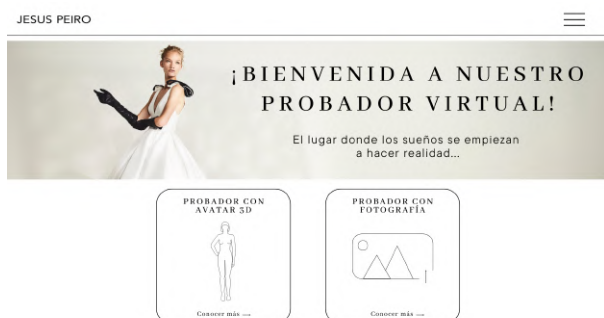 JESUS PEIRO
¡BIENVENIDA A NUESTRO
PROBADOR VIRTUAL!
El lugar donde los sueños se empiezan
a hacer realidad...
PROBADOR CON
AVATAR 3D
Conocer más →
PROBADOR CON
FOTOGRAFÍA
Conocer más →